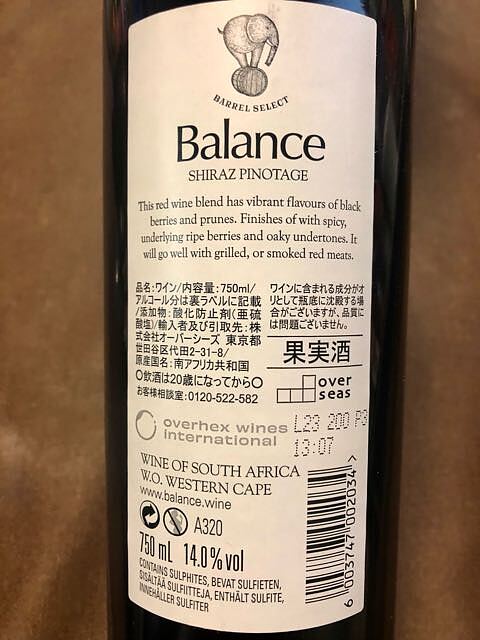 BARREL SELECT
Balance
SHIRAZ PINOTAGE
This red wine blend has vibrant flavours of black
berries and prunes. Finishes of with spicy,
underlying ripe berries and oaky undertones. It
will go well with grilled, or smoked red meats.
品名:ワイン/内容量:750ml/
アルコール分は裏ラベルに記載
/添加物:酸化防止剤(亜硫
酸塩)/輸入者及び引取先:株
式会社オーバーシーズ 東京都
世田谷区代田2-31-8/
原産国名:南アフリカ共和国
○飲酒は20歳になってから○
お客様相談室:0120-522-582
ワインに含まれる成分がオ
リとして瓶底に沈殿する場
合がございますが、品質に
は問題ございません。
果実酒
over
seas
overhex wines
international
L23 200 P3
13:07
WINE OF SOUTH AFRICA
W.O. WESTERN CAPE
www.balance.wine
A320
750 mL 14.0% vol
CONTAINS SULPHITES, BEVAT SULFIETEN,
SISÄLTÄÄ SULFIITTEJA, ENTHÄLT SULFITE,
INNEHÅLLER SULFITER
6 003747 002034 >